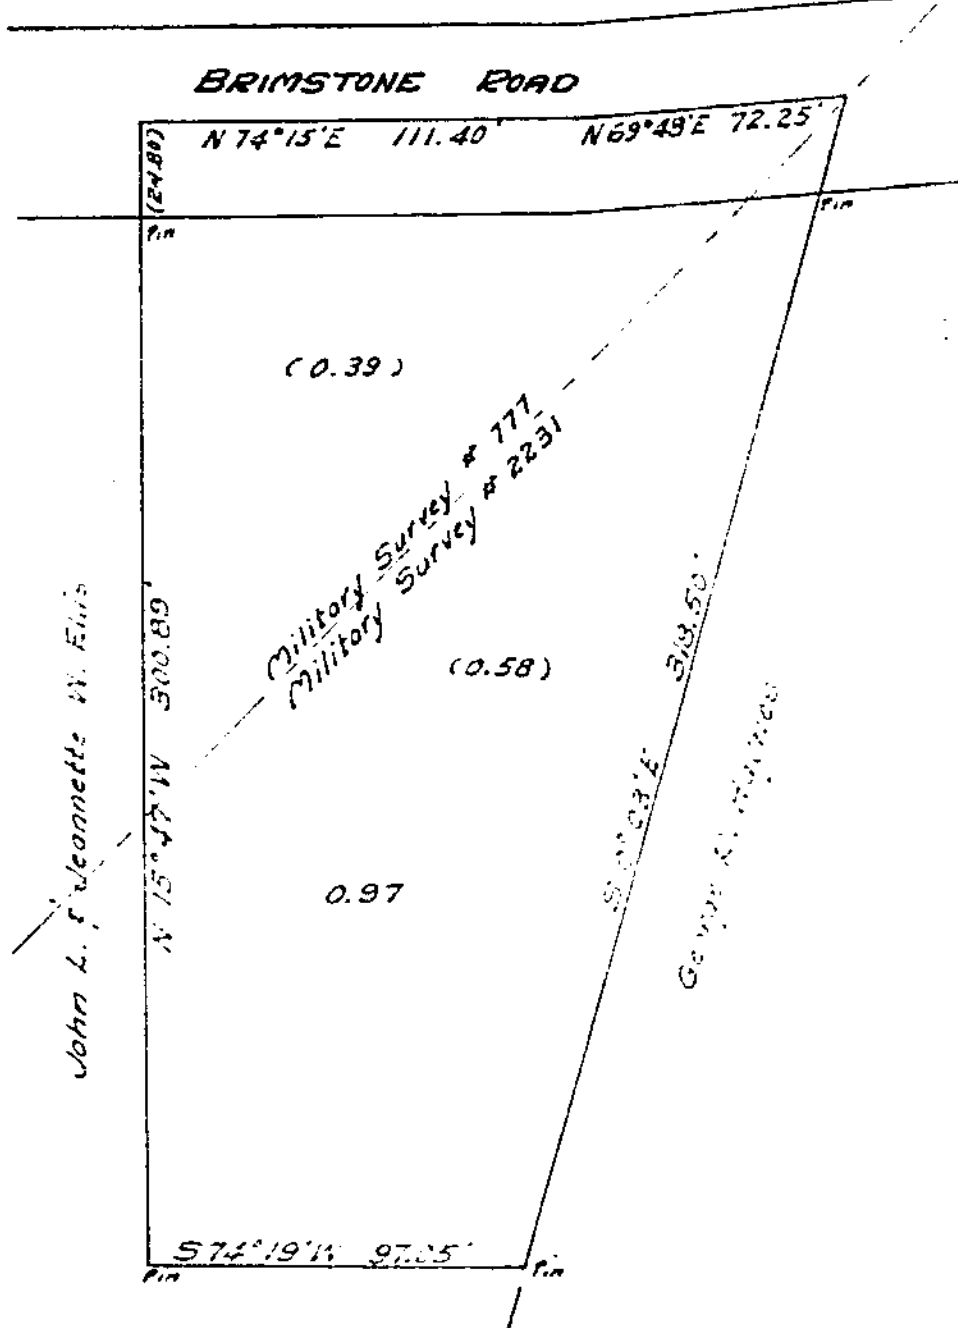 BRIMSTONE ROAD
N 74°15'E 111.40' N 69°49'E 72.25'
(24.80)
Pin
Pin
(0.39)
Military Survey # 777
Military Survey # 2231
(0.58)
318.50'
N 15°47'W 300.89'
John L. & Jeannette W. Ellis
0.97
S 74°19'W
Pin
Pin